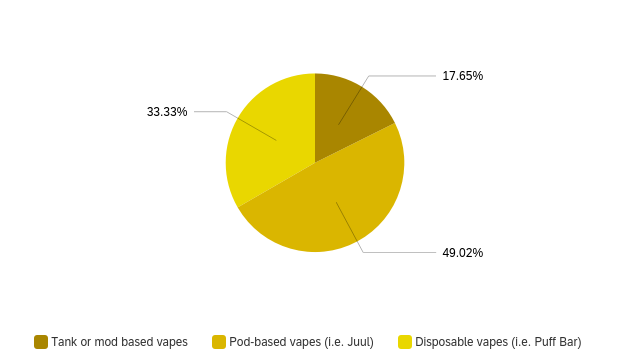 17.65%
33.33%
49.02%
Tank or mod based vapes Pod-based vapes (i.e. Juul) Disposable vapes (i.e. Puff Bar)